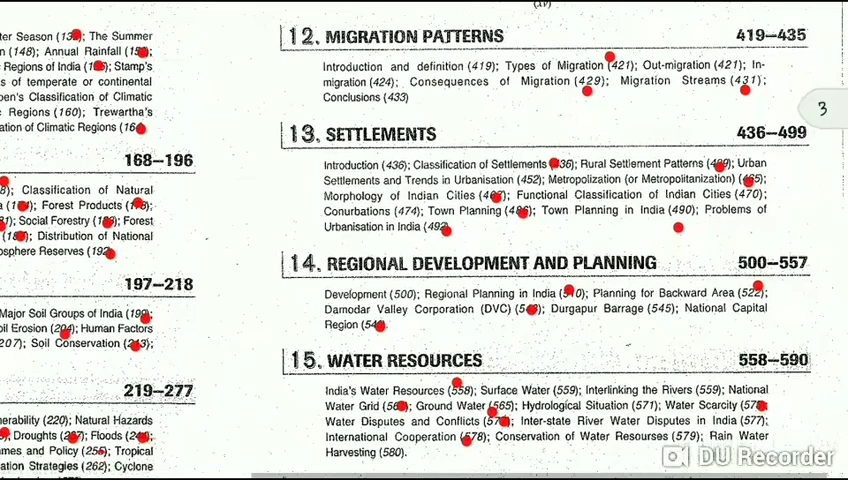 (iv)
ter Season (13 ; The Summer
n (148); Annual Rainfall (15
Regions of India (1 5); Stamp's
s of temperate or continental
pen's Classification of Climatic
Regions (160); Trewartha's
ation of Climatic Regions (16
168–196
8); Classification of Natural
Forest Products
Social Forestry Forest
Distribution of National
osphere Reserves (192
197–218
Major Soil Groups of India (199
oil Erosion (204); Human Factors
207); Soil Conservation (2 3);
219–277
nerability (220); Natural Hazards
Droughts Floods
mes and Policy (255); Tropical
ation Strategies (262); Cyclone
12. MIGRATION PATTERNS 419–435
Introduction and definition (419); Types of Migration (421); Out-migration (421); In-
migration (424); Consequences of Migration (429); Migration Streams (431);
Conclusions (433)
3
13. SETTLEMENTS 436–499
Introduction (436); Classification of Settlements 436); Rural Settlement Patterns Urban
Settlements and Trends in Urbanisation (452); Metropolization (or Metropolitanization)
Morphology of Indian Cities Functional Classification of Indian Cities (470)
Conurbations (474); Town Planning Town Planning in India (490); Problems of
Urbanisation in India (492
14. REGIONAL DEVELOPMENT AND PLANNING 500–557
Development (500); Regional Planning in India Planning for Backward Area (522);
Damodar Valley Corporation (DVC) Durgapur Barrage (545); National Capital
Region
15. WATER RESOURCES 558–590
India's Water Resources (558); Surface Water (559); Interlinking the Rivers (559); National
Water Grid Ground Water (565); Hydrological Situation (571); Water Scarcity
Water Disputes and Conflicts Inter-state River Water Disputes in India (577);
International Cooperation (578); Conservation of Water Resourses (579); Rain Water
Harvesting (580).
DU Recorder